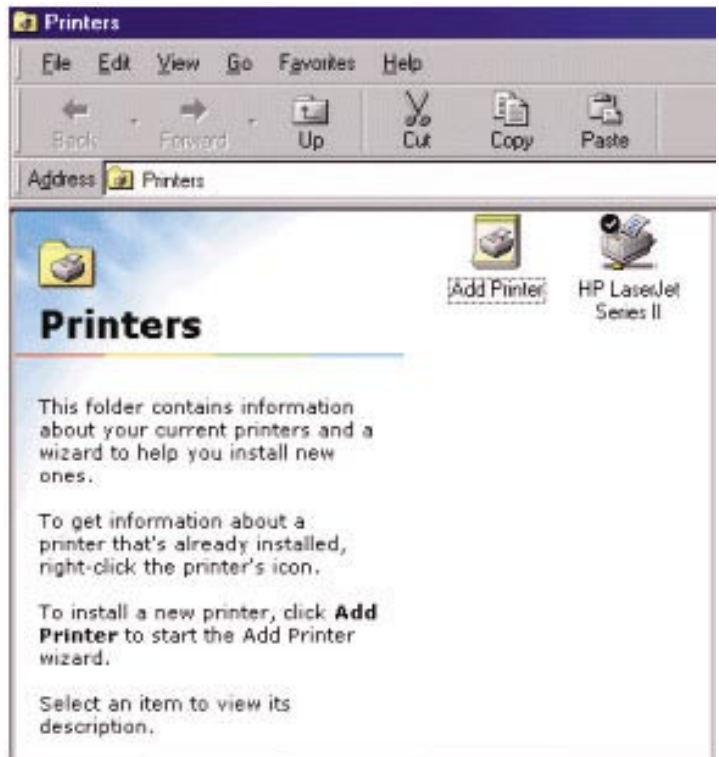 Printers
File Edit View Go Favorites Help
Back Forward Up Cut Copy Paste
Address Printers
Add Printer
HP LaserJet
Series II
Printers
This folder contains information
about your current printers and a
wizard to help you install new
ones.
To get information about a
printer that's already installed,
right-click the printer's icon.
To install a new printer, click Add
Printer to start the Add Printer
wizard.
Select an item to view its
description.